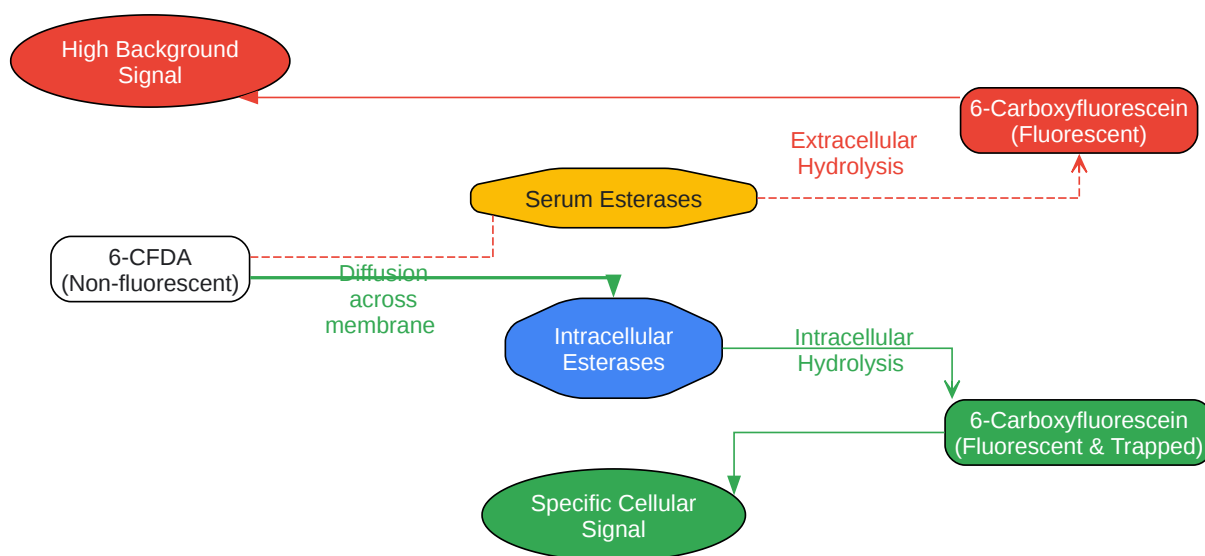 High Background
Signal
6-Carboxyfluorescein
(Fluorescent)
Extracellular
Hydrolysis
Serum Esterases
6-CFDA
(Non-fluorescent)
Diffusion
across
membrane
Intracellular
Esterases
Intracellular
Hydrolysis
6-Carboxyfluorescein
(Fluorescent & Trapped)
Specific Cellular
Signal